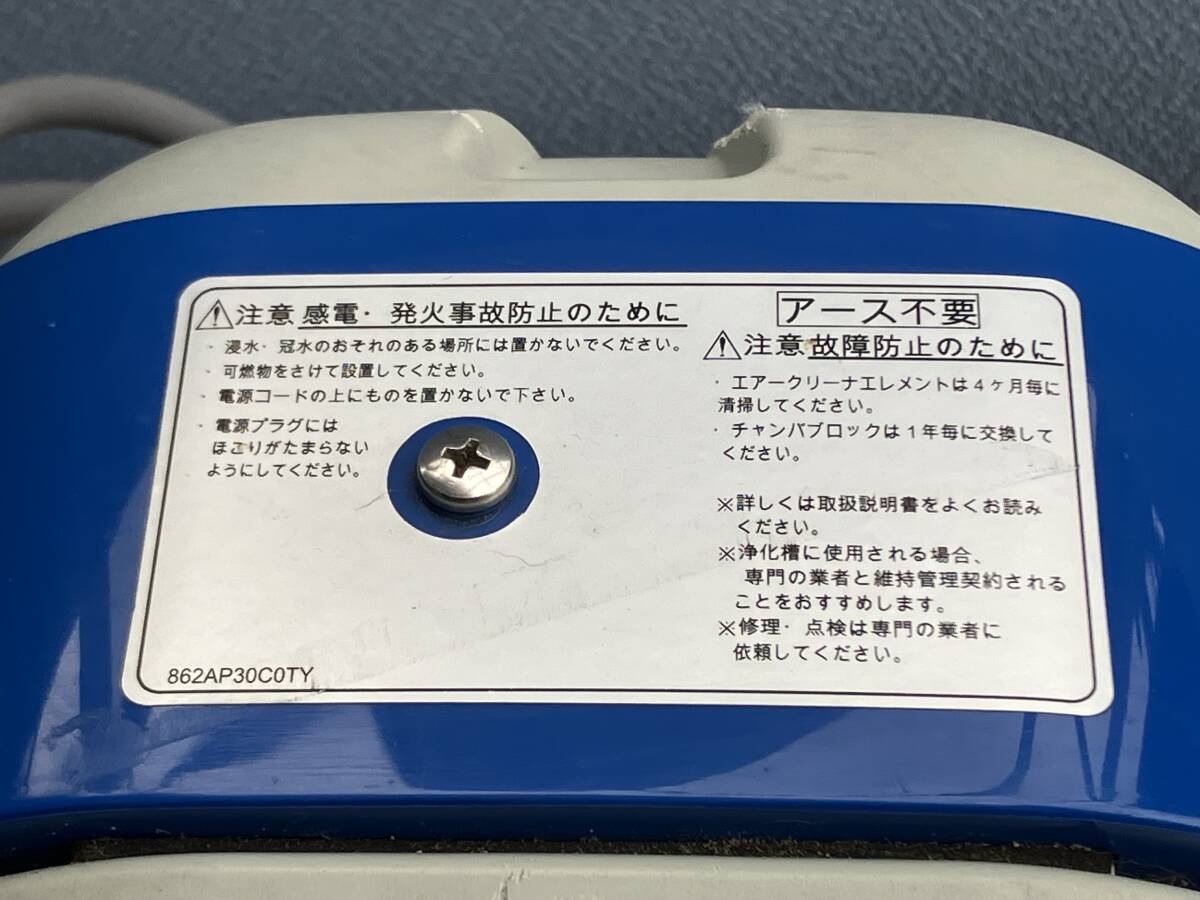 注意 感電・発火事故防止のために
・浸水・冠水のおそれのある場所には置かないでください。
・可燃物をさけて設置してください。
・電源コードの上にものを置かないで下さい。
・電源プラグには
ほこりがたまらない
ようにしてください。
862AP30C0TY
アース不要
注意 故障防止のために
・エアークリーナエレメントは4ヶ月毎に
清掃してください。
・チャンバブロックは1年毎に交換して
ください。
※詳しくは取扱説明書をよくお読み
ください。
※浄化槽に使用される場合、
専門の業者と維持管理契約される
ことをおすすめします。
※修理・点検は専門の業者に
依頼してください。